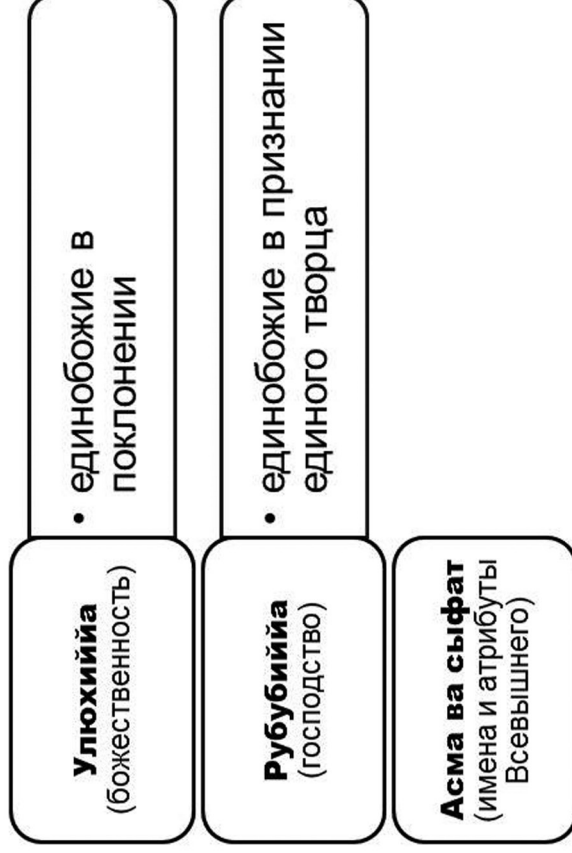 Улюхиййа
(божественность)
• единобожие в
поклонении
Рубубиййа
(господство)
• единобожие в признании
единого творца
Асма ва сыфат
(имена и атрибуты
Всевышнего)